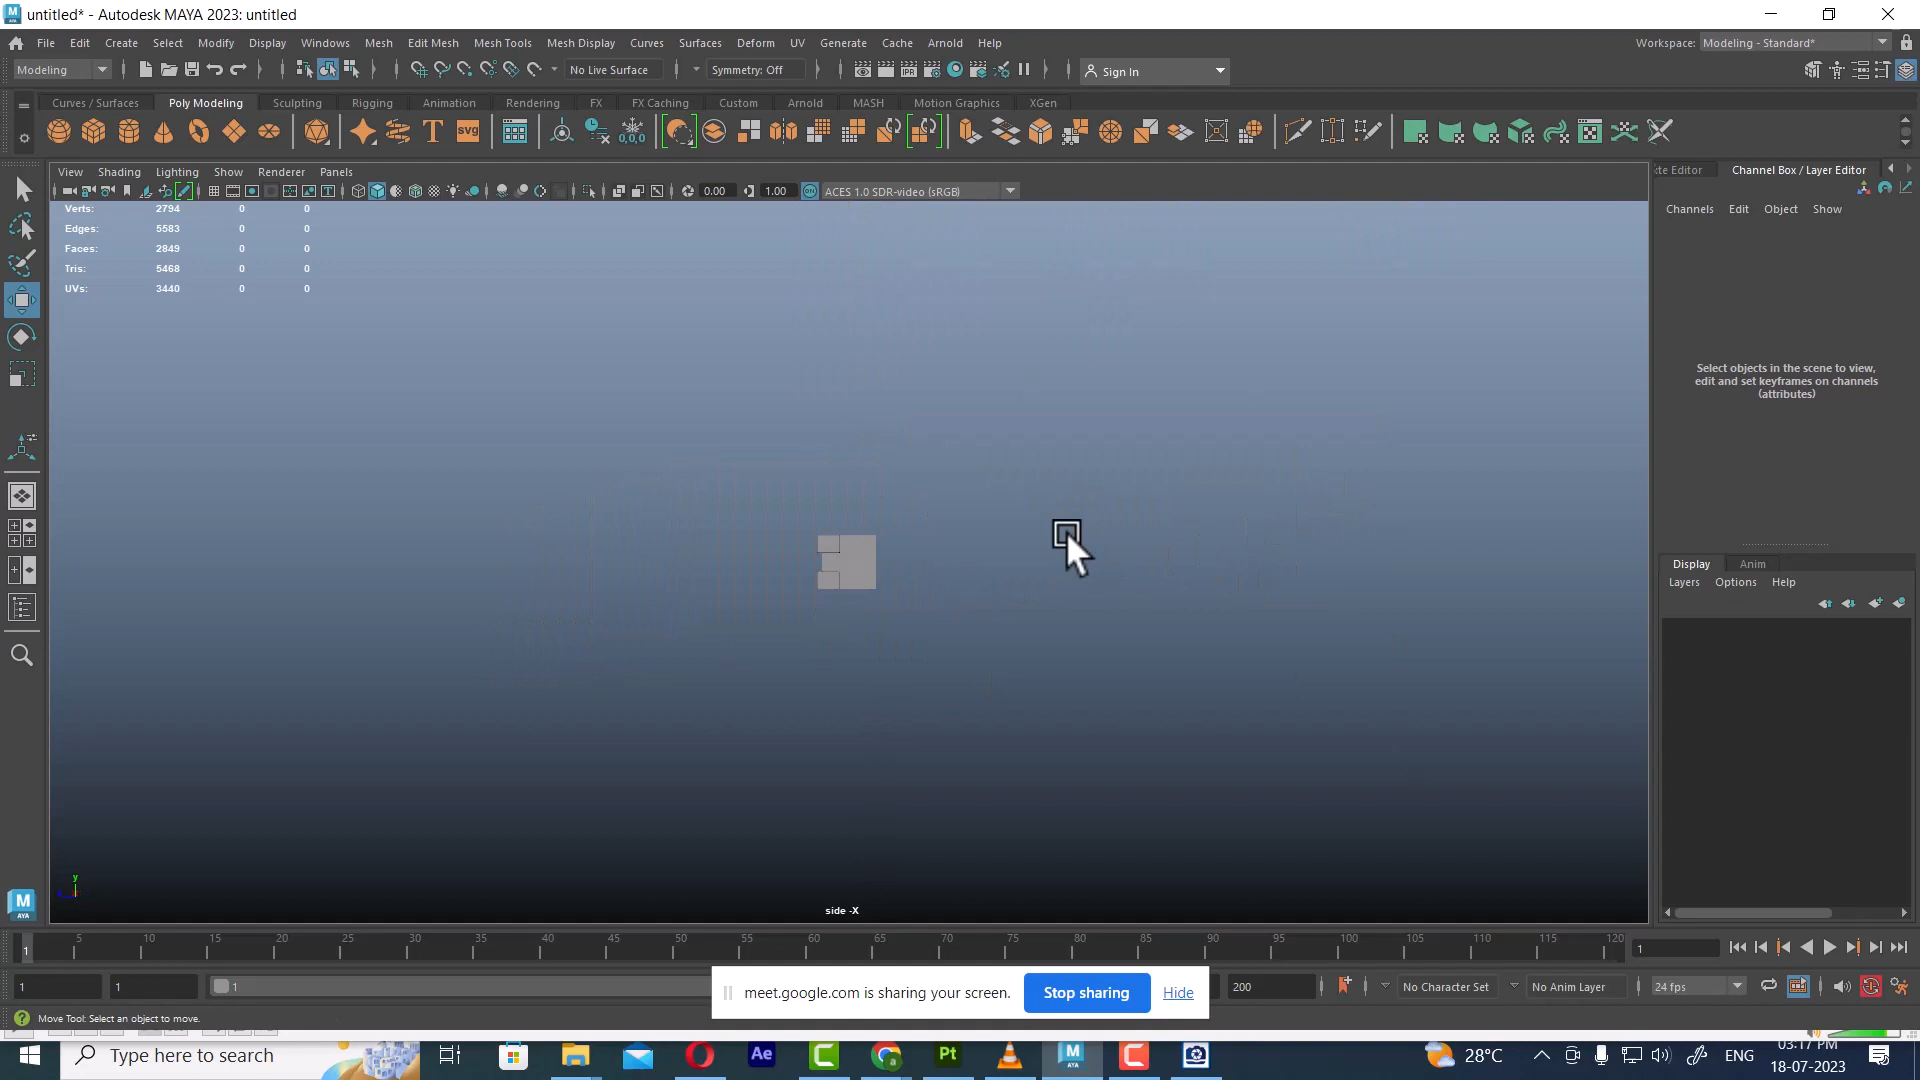 untitled* - Autodesk MAYA 2023: untitled
File Edit Create Select Modify Display Windows Mesh Edit Mesh Mesh Tools Mesh Display Curves Surfaces Deform UV Generate Cache Arnold Help
Workspace: Modeling - Standard*
Modeling No Live Surface Symmetry: Off Sign In
Curves / Surfaces Poly Modeling Sculpting Rigging Animation Rendering FX FX Caching Custom Arnold MASH Motion Graphics XGen
View Shading Lighting Show Renderer Panels
te Editor Channel Box / Layer Editor
0.00 1.00 ACES 1.0 SDR-video (sRGB)
Channels Edit Object Show
Verts: 2794 0 0
Edges: 5583 0 0
Faces: 2849 0 0
Tris: 5468 0 0
UVs: 3440 0 0
Select objects in the scene to view,
edit and set keyframes on channels
(attributes)
Display Anim
Layers Options Help
y
side -X
1 5 10 15 20 25 30 35 40 45 50 55 60 65 70 75 80 85 90 95 100 105 110 115 120 1
1 1 1 200 No Character Set No Anim Layer 24 fps
meet.google.com is sharing your screen. Stop sharing Hide
Move Tool: Select an object to move.
Type here to search
28°C ENG
03:17 PM
18-07-2023